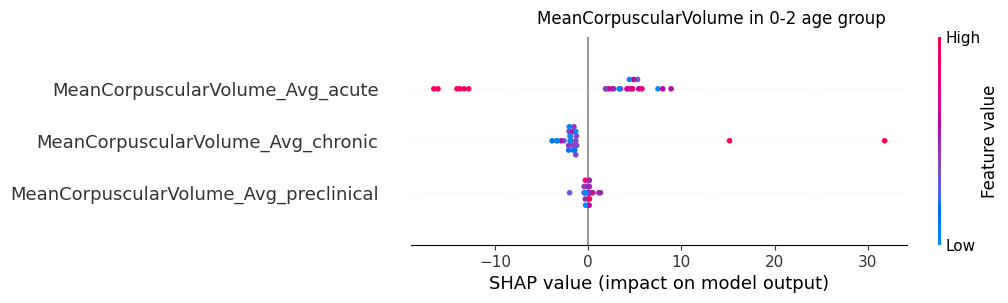 MeanCorpuscularVolume in 0-2 age group
High
MeanCorpuscularVolume_Avg_acute
MeanCorpuscularVolume_Avg_chronic
MeanCorpuscularVolume_Avg_preclinical
Feature value
Low
−10 0 10 20 30
SHAP value (impact on model output)